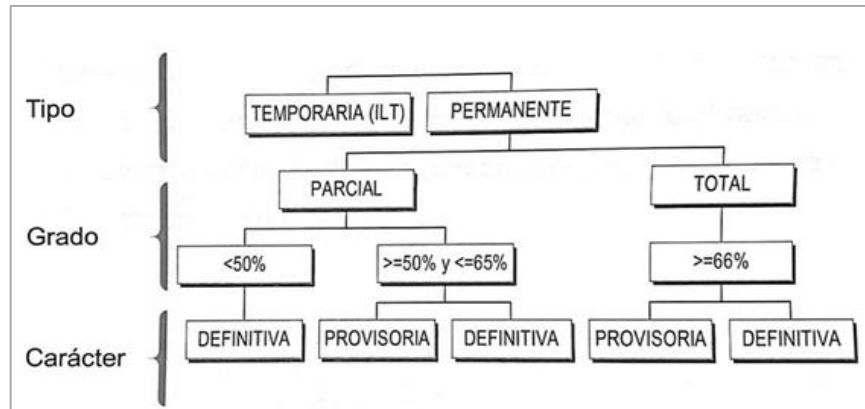 Tipo
TEMPORARIA (ILT)
PERMANENTE
PARCIAL
TOTAL
Grado
<50%
>=50% y <=65%
>=66%
Carácter
DEFINITIVA
PROVISORIA
DEFINITIVA
PROVISORIA
DEFINITIVA